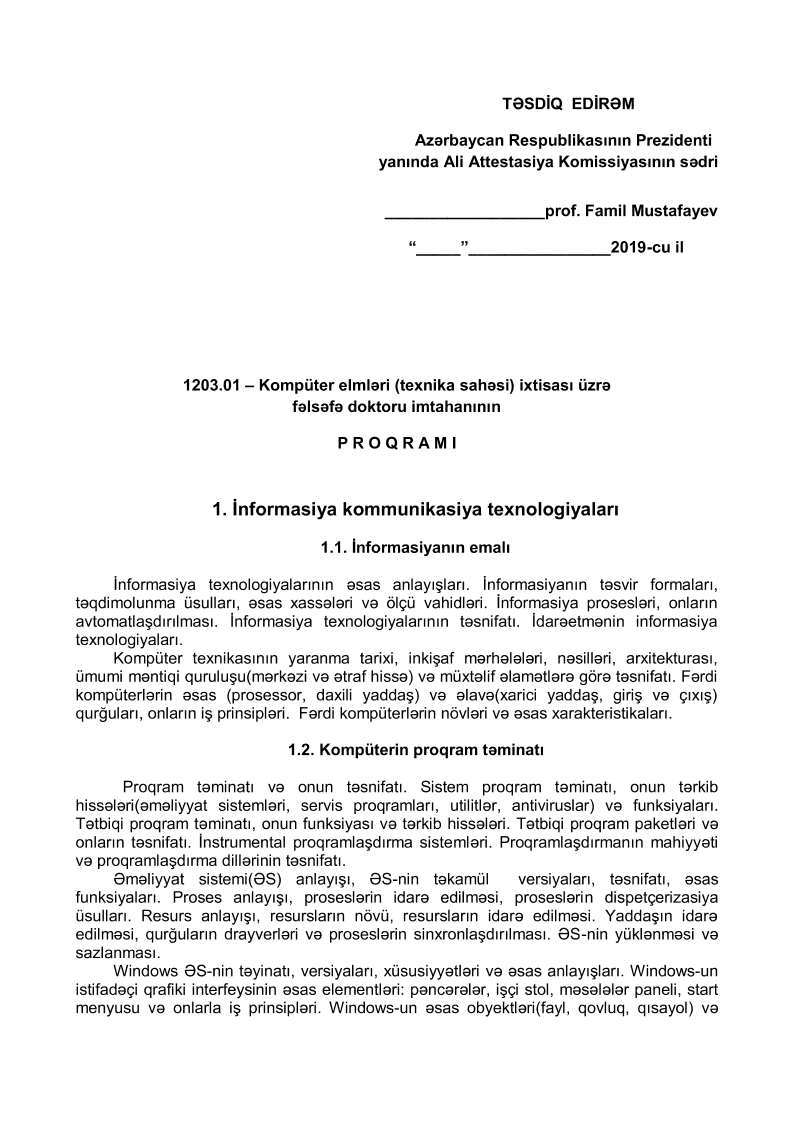 TƏSDİQ EDİRƏM
Azərbaycan Respublikasının Prezidenti
yanında Ali Attestasiya Komissiyasının sədri
__________________prof. Famil Mustafayev
“_____”________________2019-cu il
1203.01 – Kompüter elmləri (texnika sahəsi) ixtisası üzrə
fəlsəfə doktoru imtahanının
P R O Q R A M I
1. İnformasiya kommunikasiya texnologiyaları
1.1. İnformasiyanın emalı
İnformasiya texnologiyalarının əsas anlayışları. İnformasiyanın təsvir formaları,
təqdimolunma üsulları, əsas xassələri və ölçü vahidləri. İnformasiya prosesləri, onların
avtomatlaşdırılması. İnformasiya texnologiyalarının təsnifatı. İdarəetmənin informasiya
texnologiyaları.
Kompüter texnikasının yaranma tarixi, inkişaf mərhələləri, nəsilləri, arxitekturası,
ümumi məntiqi quruluşu(mərkəzi və ətraf hissə) və müxtəlif əlamətlərə görə təsnifatı. Fərdi
kompüterlərin əsas (prosessor, daxili yaddaş) və əlavə(xarici yaddaş, giriş və çıxış)
qurğuları, onların iş prinsipləri. Fərdi kompüterlərin növləri və əsas xarakteristikaları.
1.2. Kompüterin proqram təminatı
Proqram təminatı və onun təsnifatı. Sistem proqram təminatı, onun tərkib
hissələri(əməliyyat sistemləri, servis proqramları, utilitlər, antiviruslar) və funksiyaları.
Tətbiqi proqram təminatı, onun funksiyası və tərkib hissələri. Tətbiqi proqram paketləri və
onların təsnifatı. İnstrumental proqramlaşdırma sistemləri. Proqramlaşdırmanın mahiyyəti
və proqramlaşdırma dillərinin təsnifatı.
Əməliyyat sistemi(ƏS) anlayışı, ƏS-nin təkamül versiyaları, təsnifatı, əsas
funksiyaları. Proses anlayışı, proseslərin idarə edilməsi, proseslərin dispetçerizasiya
üsulları. Resurs anlayışı, resursların növü, resursların idarə edilməsi. Yaddaşın idarə
edilməsi, qurğuların drayverləri və proseslərin sinxronlaşdırılması. ƏS-nin yüklənməsi və
sazlanması.
Windows ƏS-nin təyinatı, versiyaları, xüsusiyyətləri və əsas anlayışları. Windows-un
istifadəçi qrafiki interfeysinin əsas elementləri: pəncərələr, işçi stol, məsələlər paneli, start
menyusu və onlarla iş prinsipləri. Windows-un əsas obyektləri(fayl, qovluq, qısayol) və